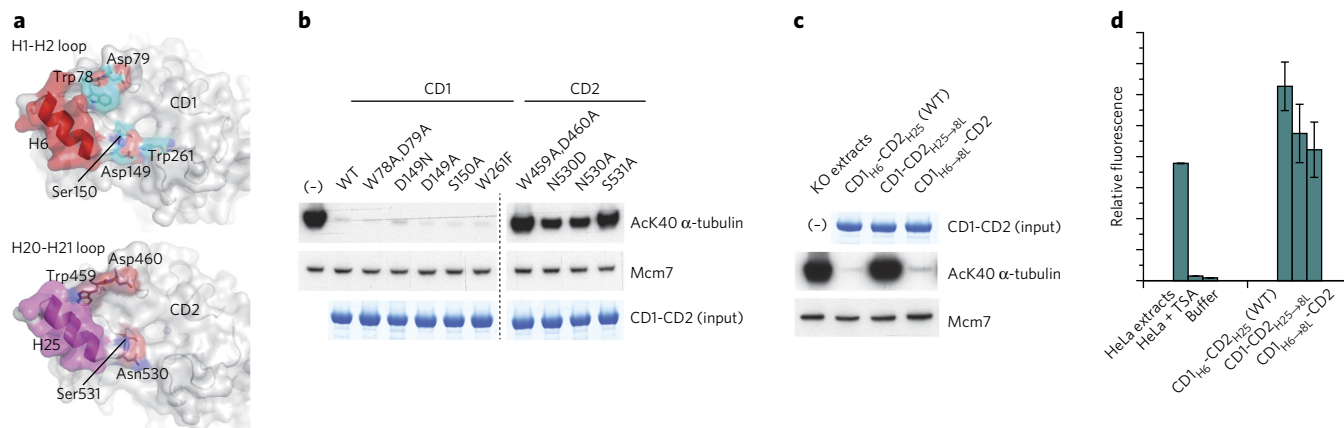 a
H1-H2 loop
Asp79
Trp78
CD1
H6
Trp261
Asp149
Ser150
H20-H21 loop
Asp460
Trp459
CD2
H25
Asn530
Ser531
b
CD1
CD2
(-)
WT
W78A,D79A
D149N
D149A
S150A
W261F
W459A,D460A
N530D
N530A
S531A
AcK40 α-tubulin
Mcm7
CD1-CD2 (input)
c
KO extracts
CD1H6-CD2H25 (WT)
CD1-CD2H25→8L
CD1H6→8L-CD2
(-)
CD1-CD2 (input)
AcK40 α-tubulin
Mcm7
d
Relative fluorescence
HeLa extracts
HeLa + TSA
Buffer
CD1H6-CD2H25 (WT)
CD1-CD2H25→8L
CD1H6→8L-CD2